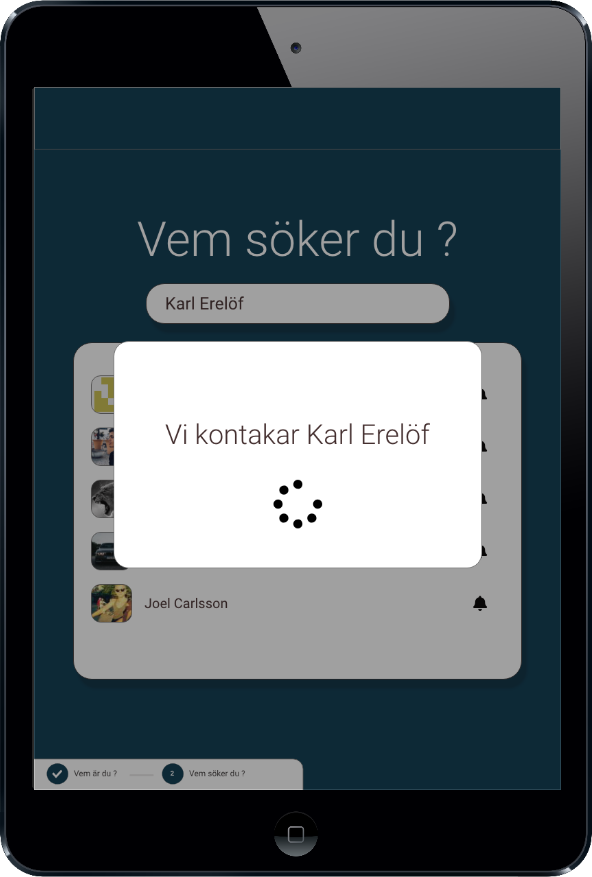 Vem söker du ?
Karl Erelöf
Vi kontakar Karl Erelöf
Joel Carlsson
Vem är du ?
2
Vem söker du ?